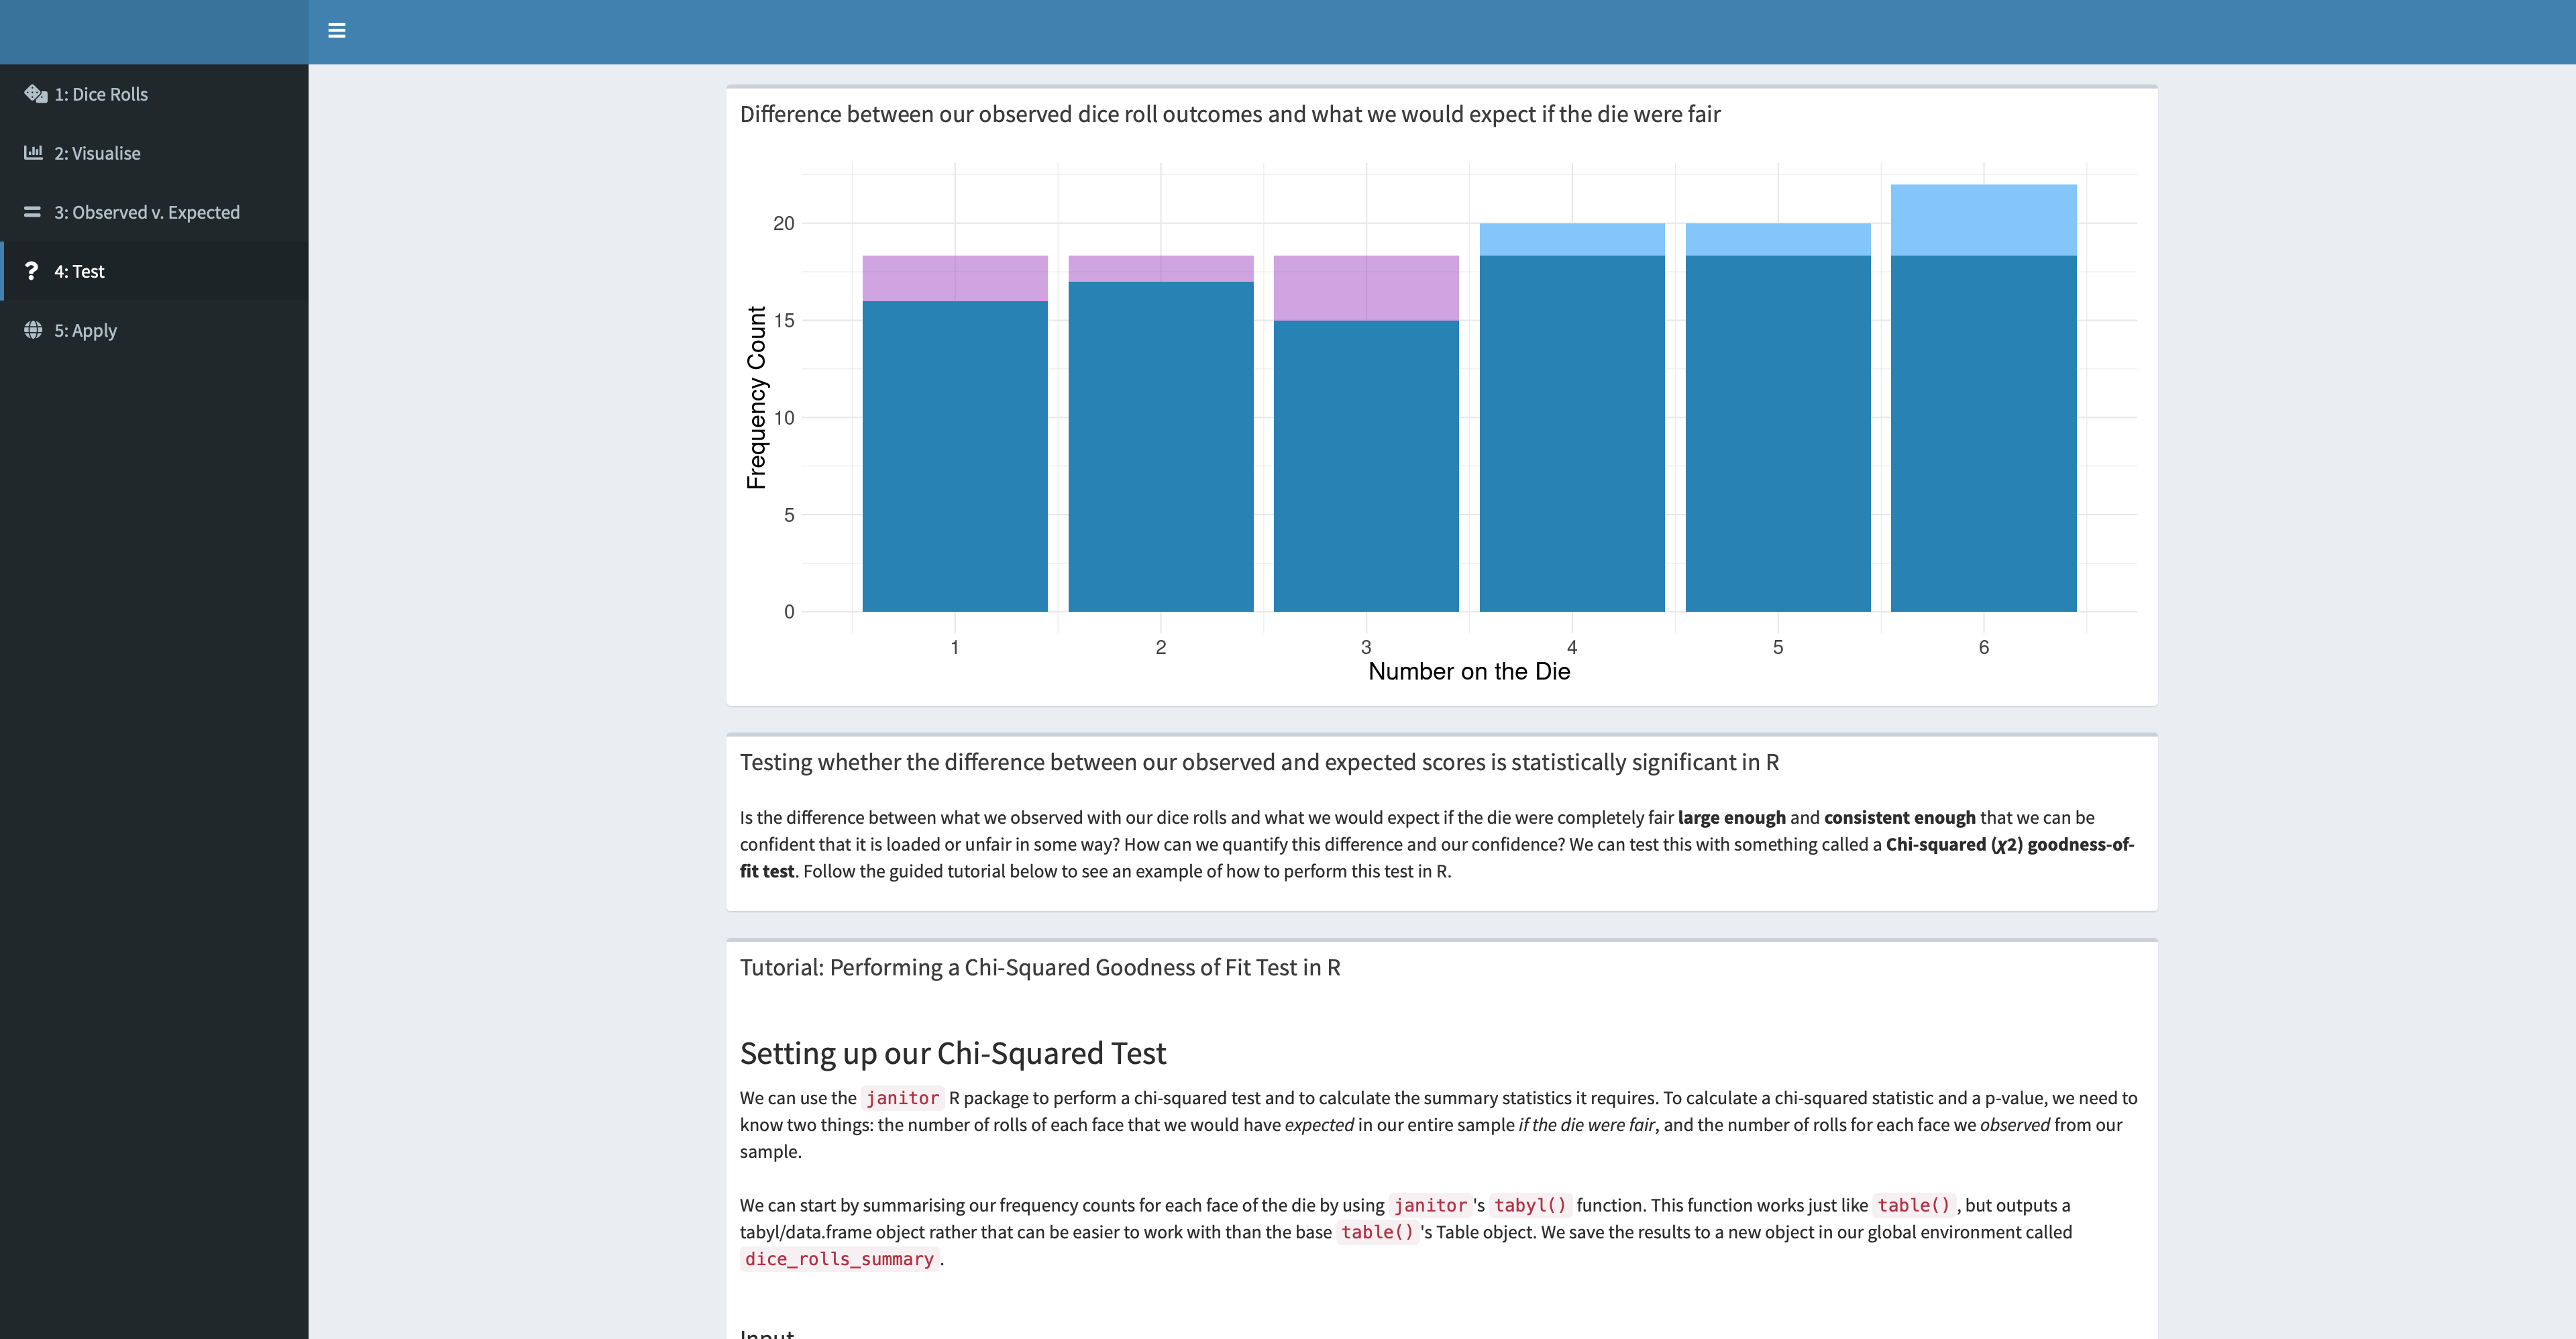 1: Dice Rolls
2: Visualise
3: Observed v. Expected
4: Test
5: Apply
Difference between our observed dice roll outcomes and what we would expect if the die were fair
Frequency Count
20
15
10
5
0
1 2 3 4 5 6
Number on the Die
Testing whether the difference between our observed and expected scores is statistically significant in R
Is the difference between what we observed with our dice rolls and what we would expect if the die were completely fair large enough and consistent enough that we can be
confident that it is loaded or unfair in some way? How can we quantify this difference and our confidence? We can test this with something called a Chi-squared (χ2) goodness-of-
fit test. Follow the guided tutorial below to see an example of how to perform this test in R.
Tutorial: Performing a Chi-Squared Goodness of Fit Test in R
Setting up our Chi-Squared Test
We can use the janitor R package to perform a chi-squared test and to calculate the summary statistics it requires. To calculate a chi-squared statistic and a p-value, we need to
know two things: the number of rolls of each face that we would have expected in our entire sample if the die were fair, and the number of rolls for each face we observed from our
sample.
We can start by summarising our frequency counts for each face of the die by using janitor's tabyl() function. This function works just like table(), but outputs a
tabyl/data.frame object rather that can be easier to work with than the base table()'s Table object. We save the results to a new object in our global environment called
dice_rolls_summary.
Input